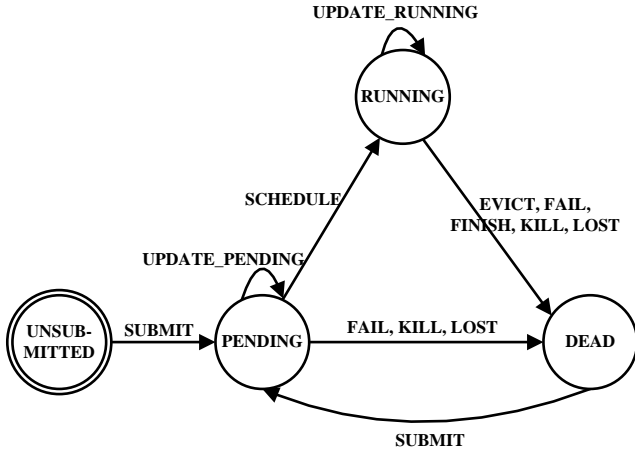 UPDATE_RUNNING
RUNNING
SCHEDULE
EVICT, FAIL,
FINISH, KILL, LOST
UPDATE_PENDING
UNSUB-
MITTED
SUBMIT
PENDING
FAIL, KILL, LOST
DEAD
SUBMIT